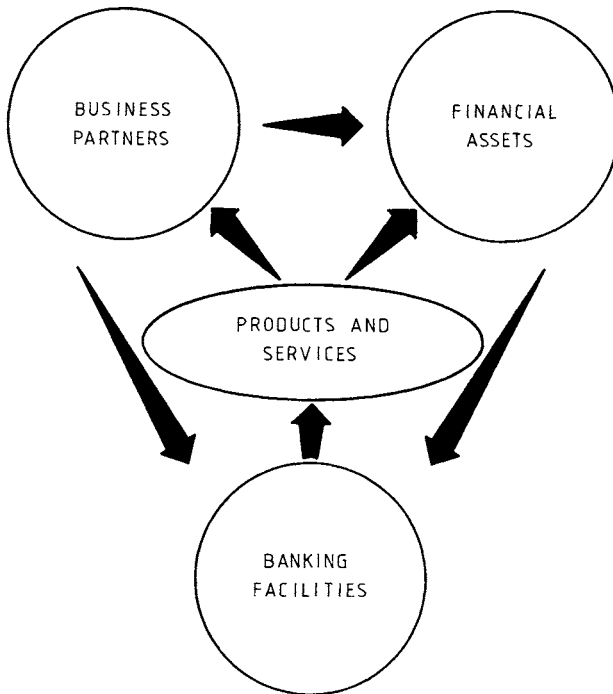 BUSINESS
PARTNERS
FINANCIAL
ASSETS
PRODUCTS AND
SERVICES
BANKING
FACILITIES